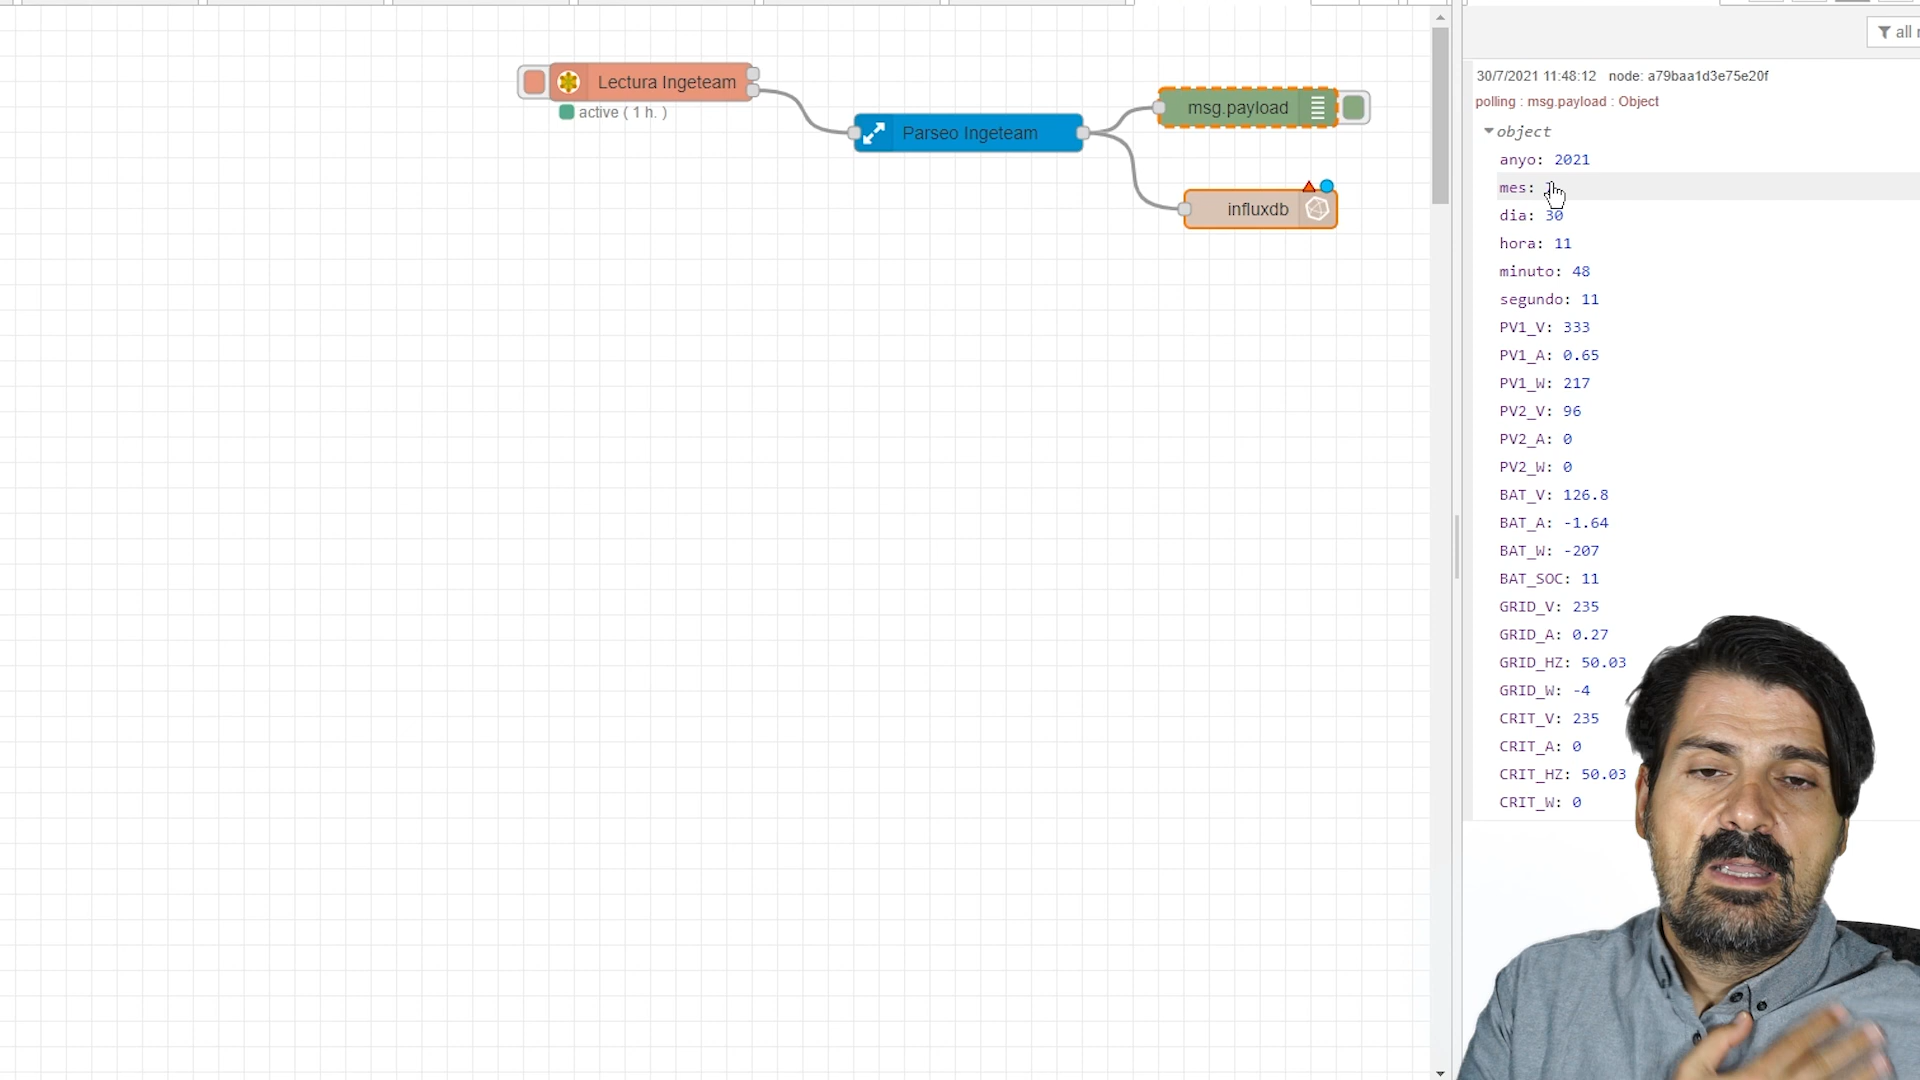 all
30/7/2021 11:48:12 node: a79baa1d3e75e20f
polling : msg.payload : Object
object
anyo: 2021
mes:
dia: 30
hora: 11
minuto: 48
segundo: 11
PV1_V: 333
PV1_A: 0.65
PV1_W: 217
PV2_V: 96
PV2_A: 0
PV2_W: 0
BAT_V: 126.8
BAT_A: -1.64
BAT_W: -207
BAT_SOC: 11
GRID_V: 235
GRID_A: 0.27
GRID_HZ: 50.03
GRID_W: -4
CRIT_V: 235
CRIT_A: 0
CRIT_HZ: 50.03
CRIT_W: 0
Lectura Ingeteam
active ( 1 h. )
Parseo Ingeteam
msg.payload
influxdb